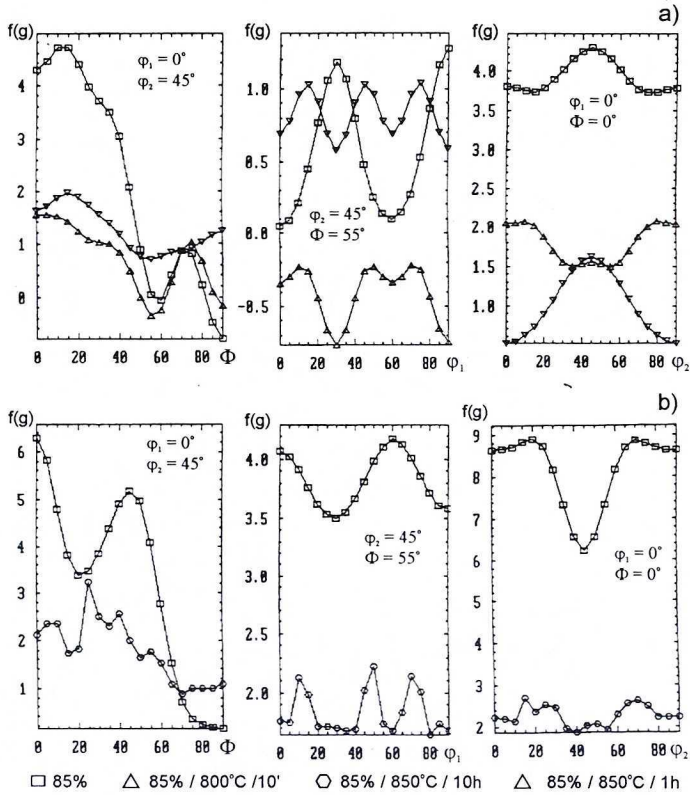 a)
f(g)
4
3
2
1
0
φ₁ = 0°
φ₂ = 45°
0 20 40 60 80 Φ
f(g)
1.0
0.5
0.0
-0.5
φ₂ = 45°
Φ = 55°
0 20 40 60 80 φ₁
f(g)
4.0
3.5
3.0
2.5
2.0
1.5
1.0
φ₁ = 0°
Φ = 0°
0 20 40 60 80 φ₂
b)
f(g)
6
5
4
3
2
1
φ₁ = 0°
φ₂ = 45°
0 20 40 60 80 Φ
f(g)
4.0
3.5
3.0
2.5
2.0
φ₂ = 45°
Φ = 55°
0 20 40 60 80 φ₁
f(g)
9
8
7
6
5
4
3
2
φ₁ = 0°
Φ = 0°
0 20 40 60 80 φ₂
85% 85% / 800°C /10' 85% / 850°C / 10h 85% / 850°C / 1h